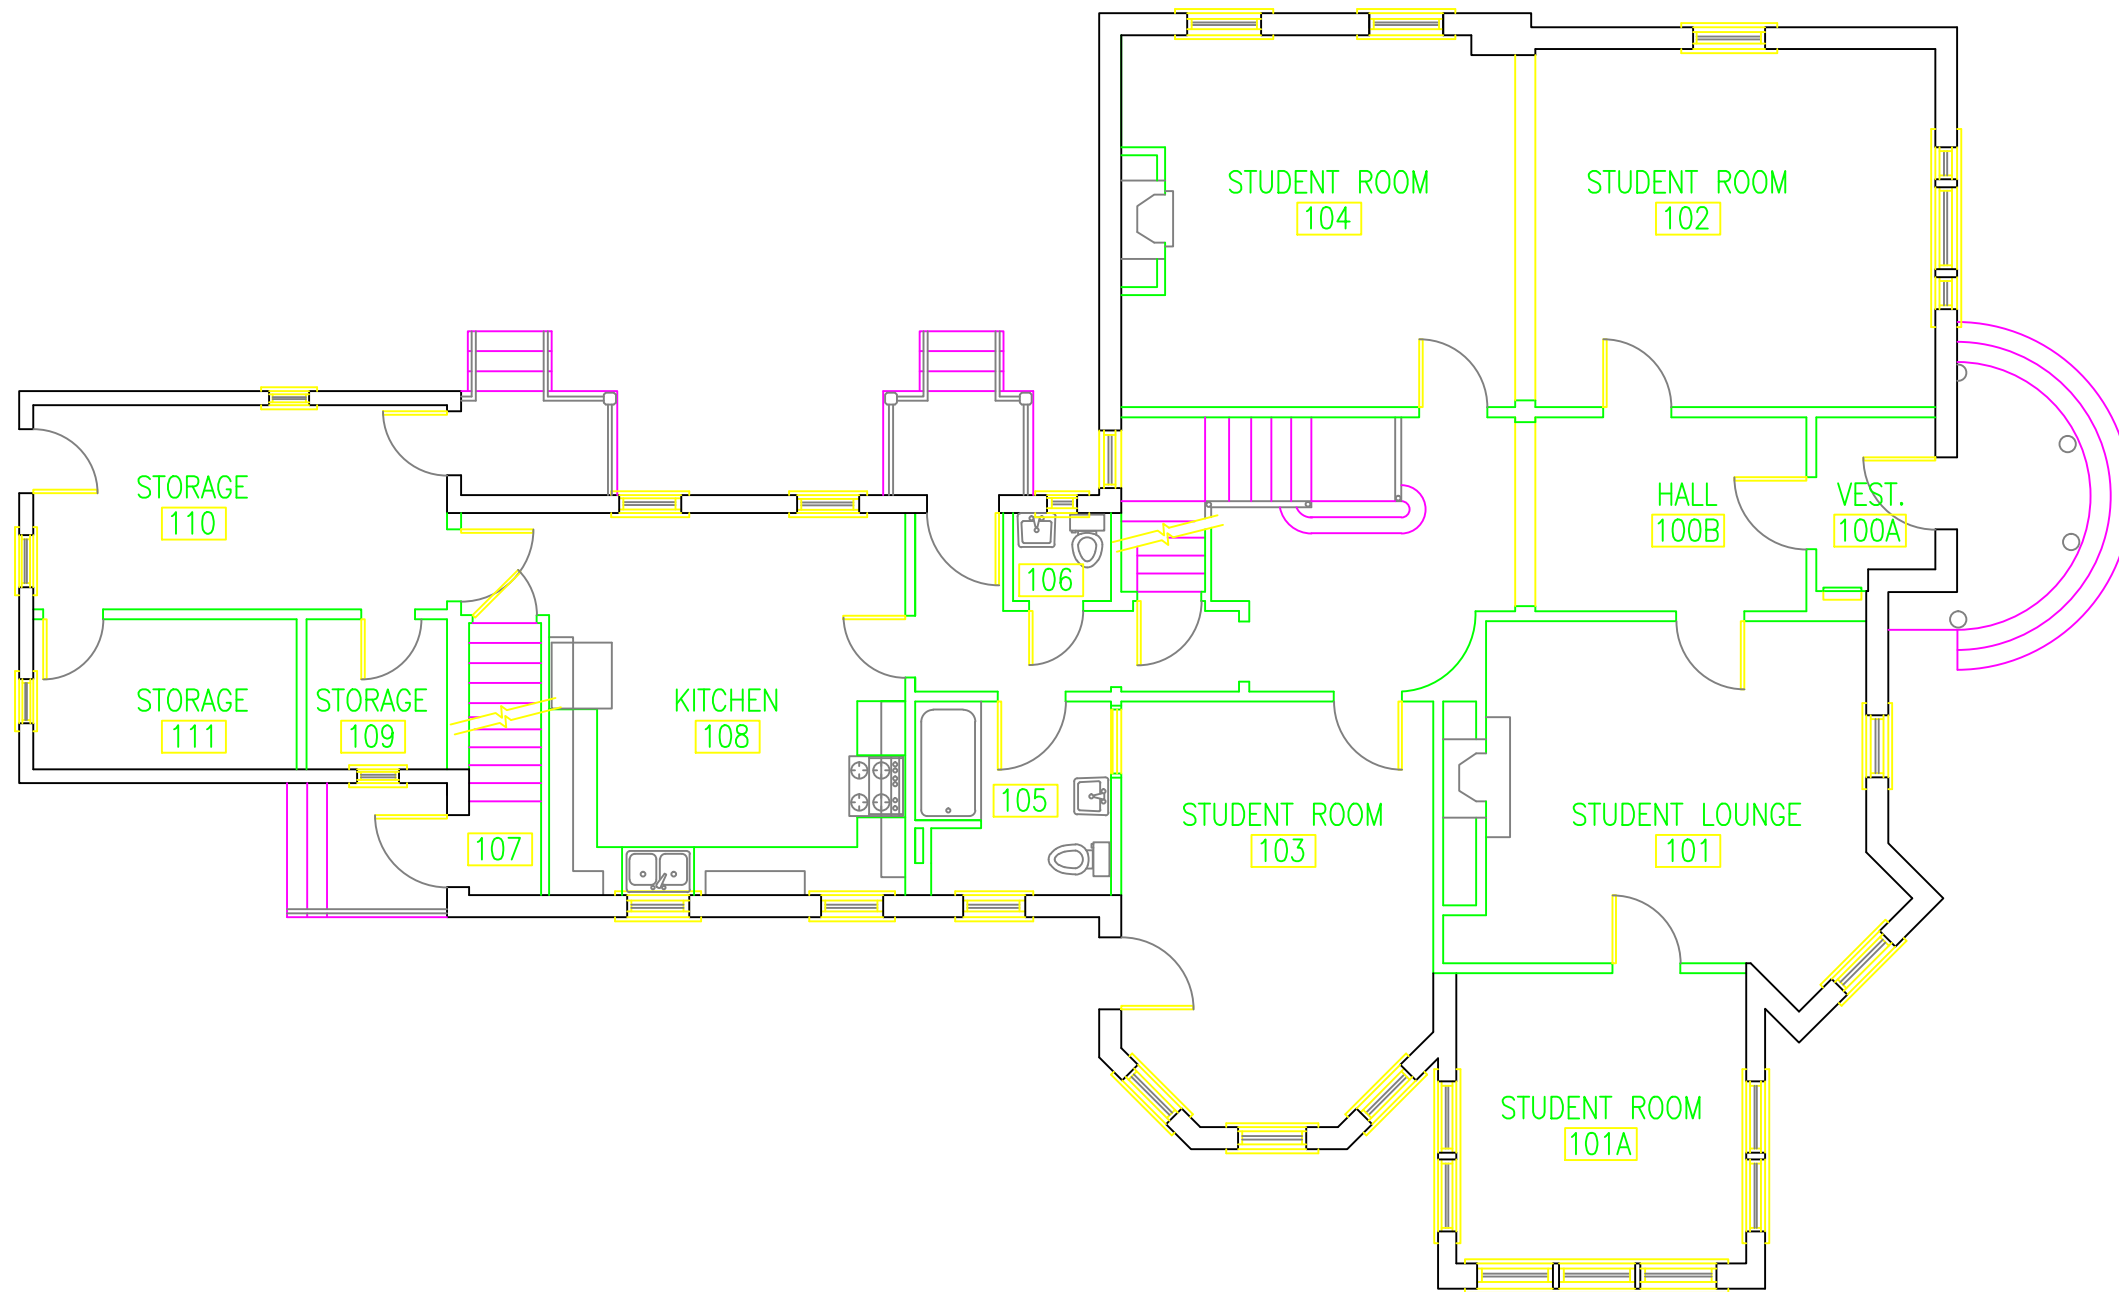 STUDENT ROOM
104
STUDENT ROOM
102
STORAGE
110
HALL
100B
VEST.
100A
106
STORAGE
111
STORAGE
109
KITCHEN
108
105
107
STUDENT ROOM
103
STUDENT LOUNGE
101
STUDENT ROOM
101A